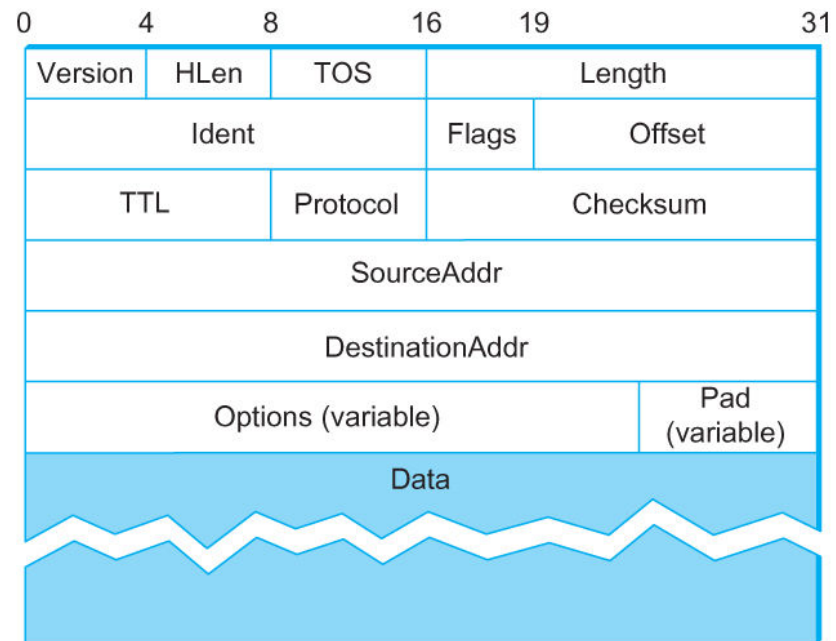 0 4 8 16 19 31
Version HLen TOS Length
Ident Flags Offset
TTL Protocol Checksum
SourceAddr
DestinationAddr
Options (variable) Pad
(variable)
Data